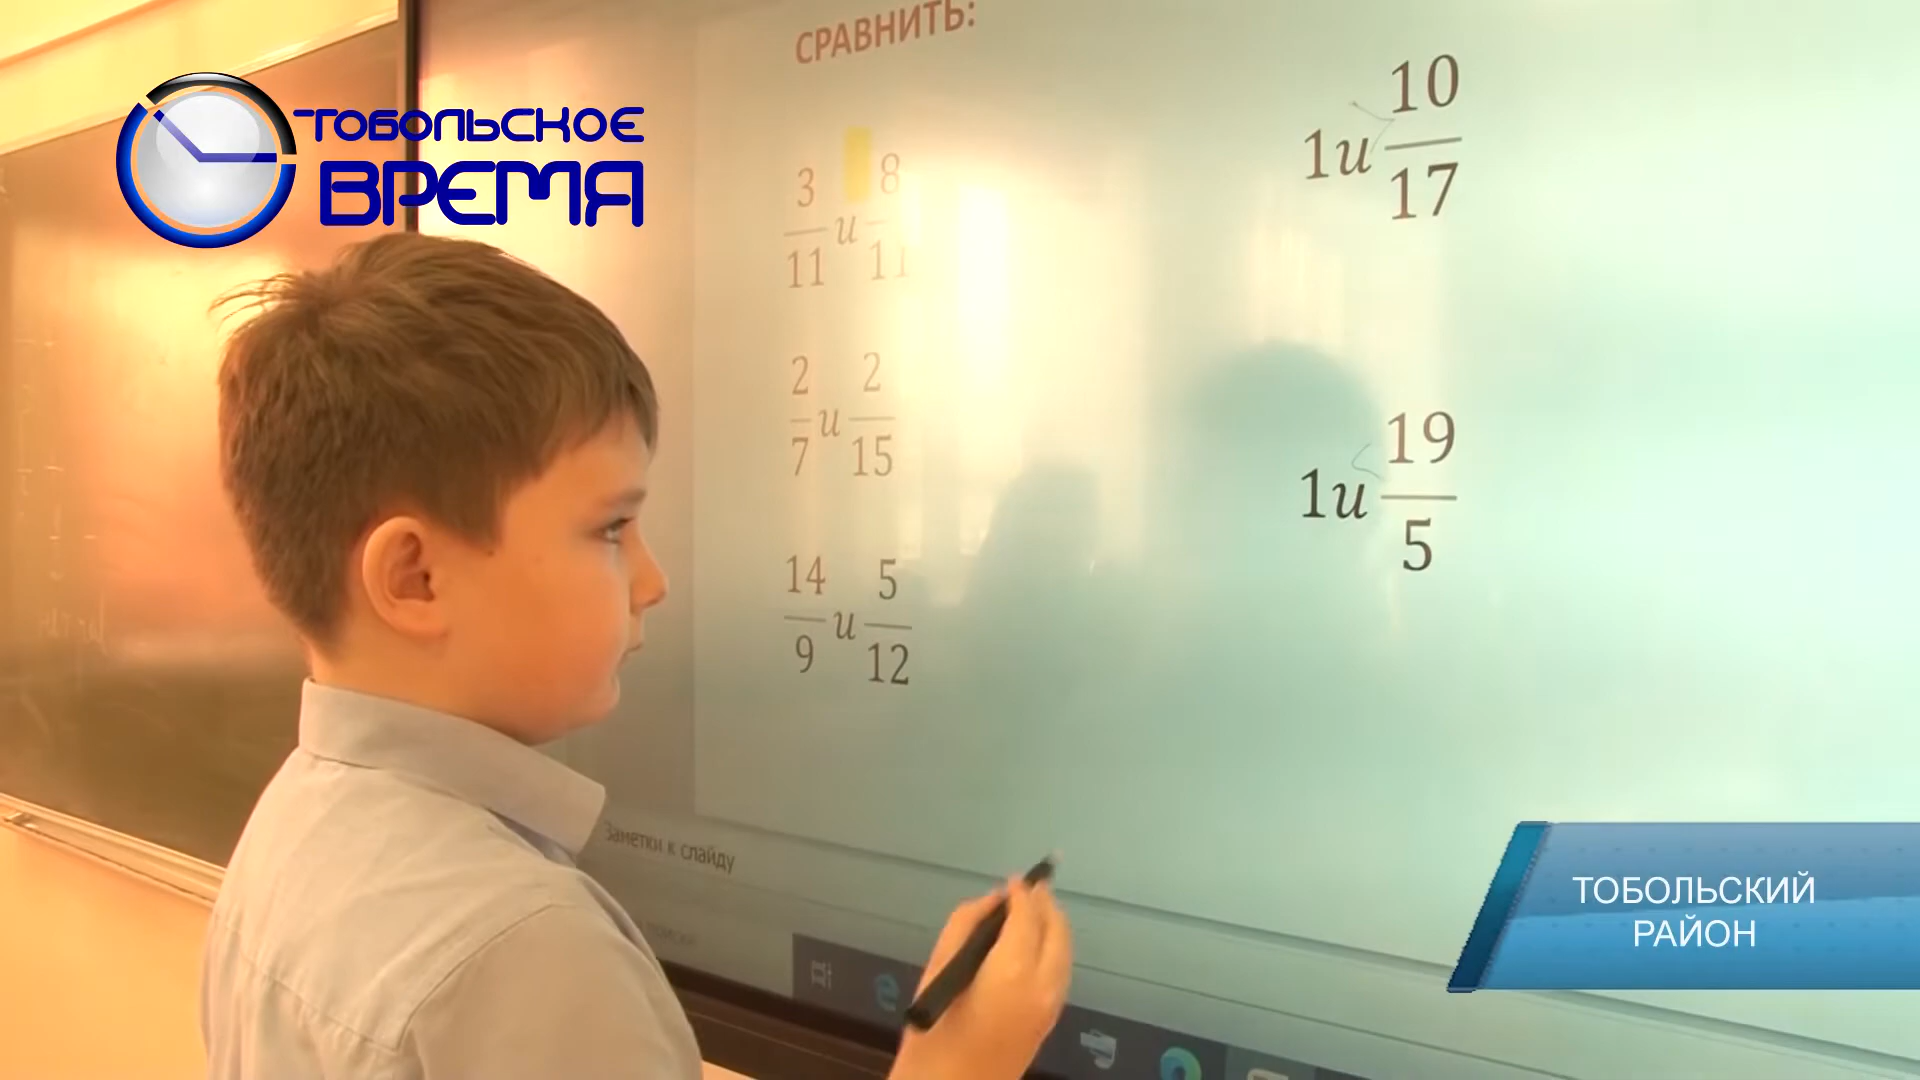 ТОБОЛЬСКОЕ
ВРЕМЯ
СРАВНИТЬ:
3/11 и 8/11
2/7 и 2/15
14/9 и 5/12
1 и 10/17
1 и 19/5
Заметки к слайду
ТОБОЛЬСКИЙ
РАЙОН